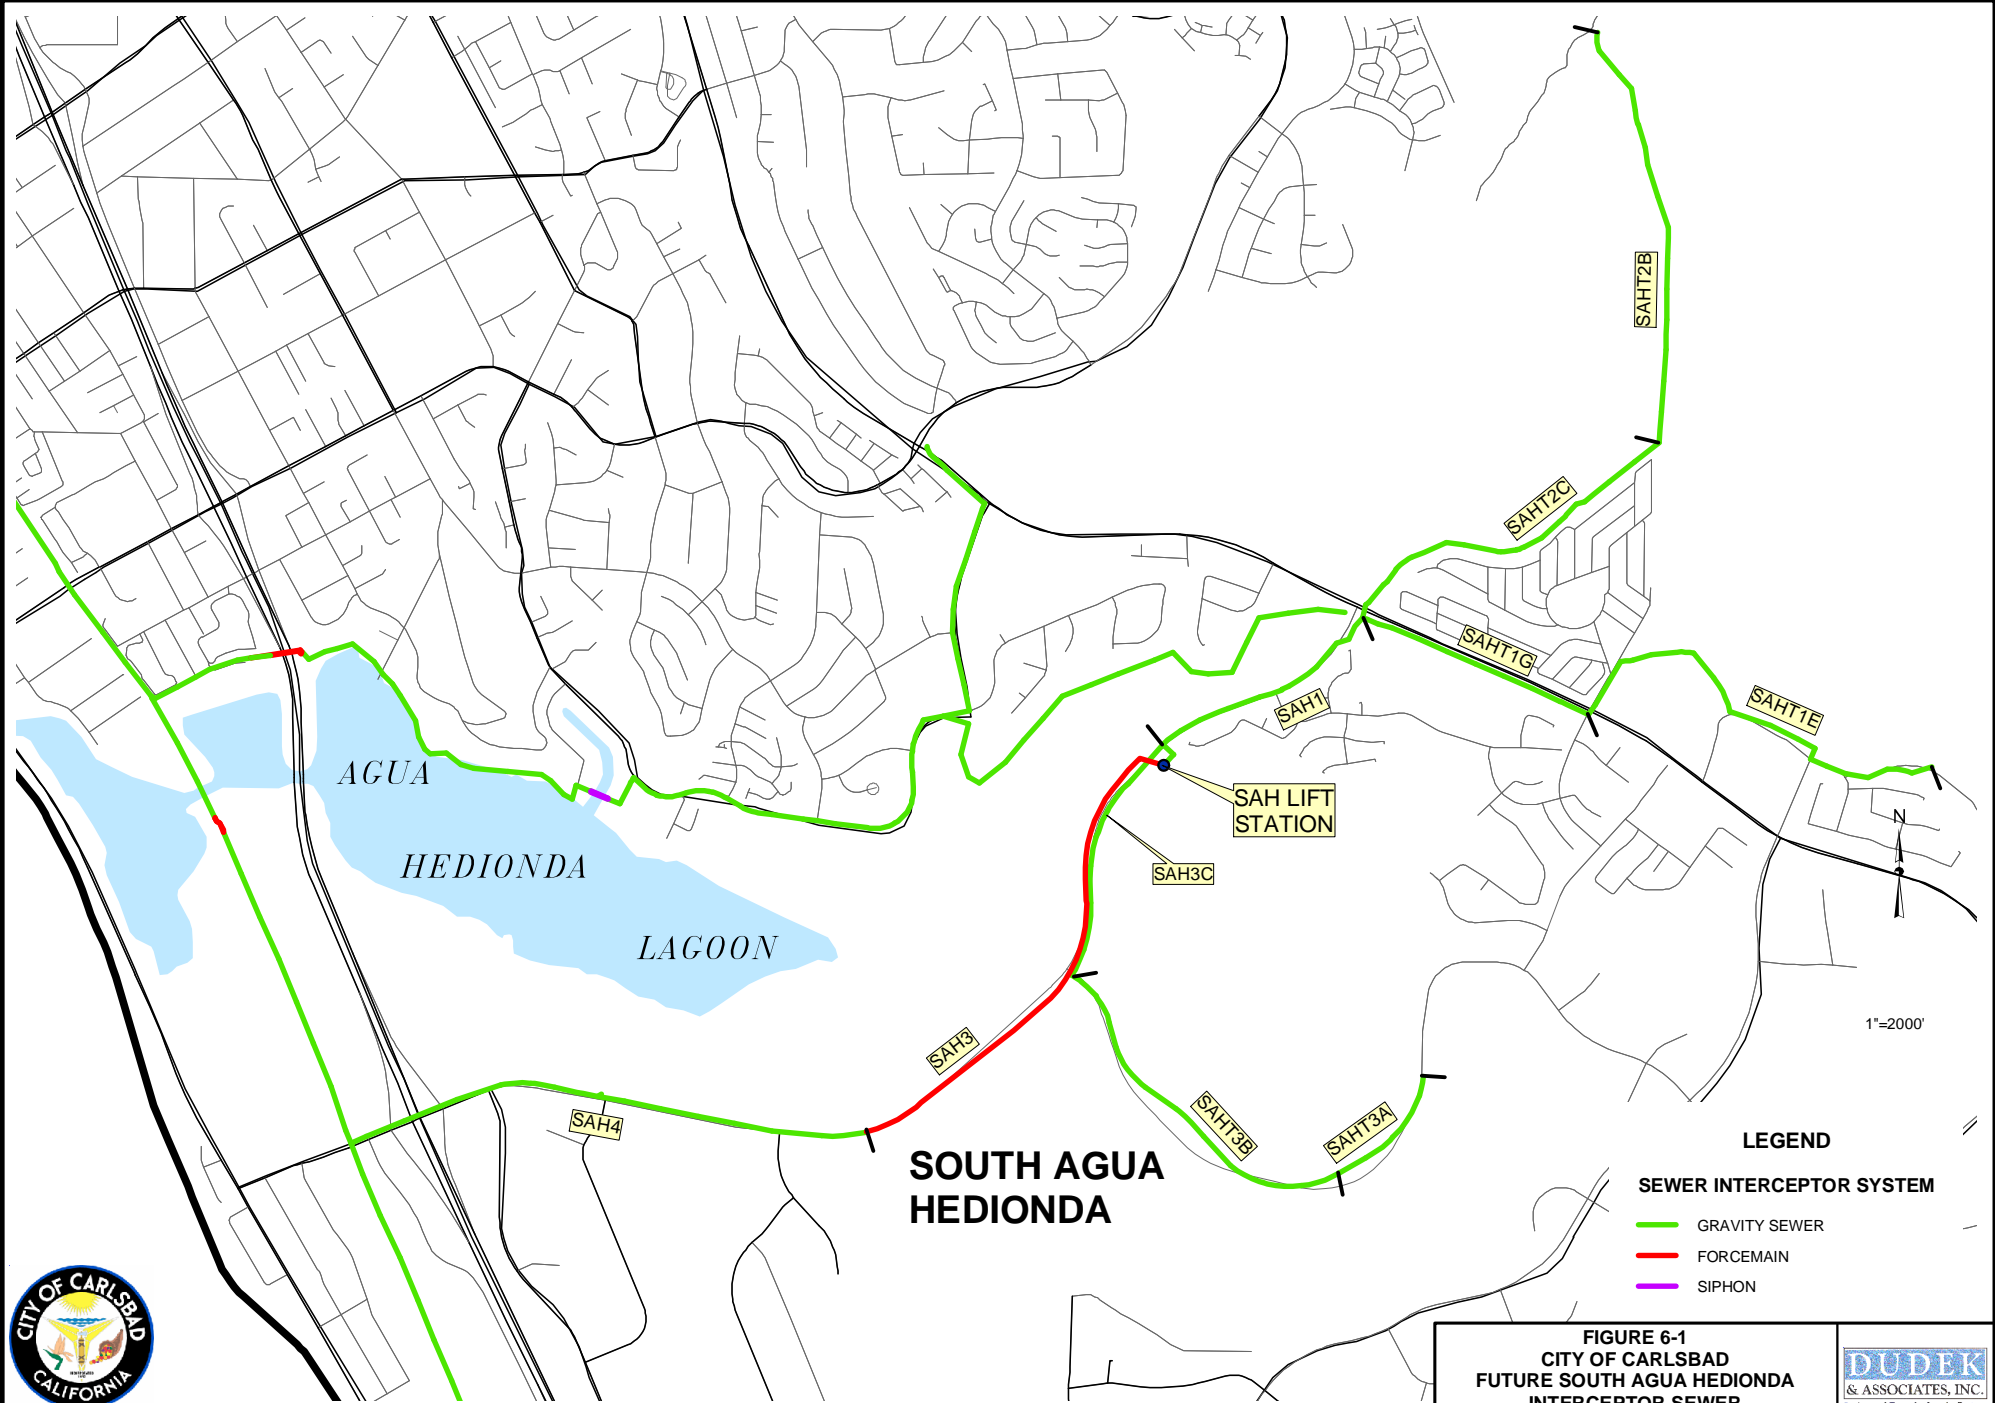 SAHT2B
SAHT2C
SAHT1G
SAHT1E
SAH1
AGUA
HEDIONDA
LAGOON
SAH LIFT
STATION
SAH3C
N
1"=2000'
SAH3
SAH4
SAHT3B
SAHT3A
SOUTH AGUA
HEDIONDA
LEGEND
SEWER INTERCEPTOR SYSTEM
GRAVITY SEWER
FORCEMAIN
SIPHON
CITY OF CARLSBAD
CALIFORNIA
FIGURE 6-1
CITY OF CARLSBAD
FUTURE SOUTH AGUA HEDIONDA
INTERCEPTOR SEWER
DUDEK
& ASSOCIATES, INC.